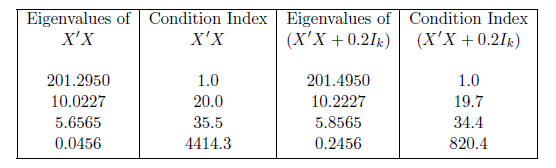 Eigenvalues of Condition Index Eigenvalues of Condition Index
X′X X′X (X′X + 0.2Iₖ) (X′X + 0.2Iₖ)
201.2950 1.0 201.4950 1.0
10.0227 20.0 10.2227 19.7
5.6565 35.5 5.8565 34.4
0.0456 4414.3 0.2456 820.4